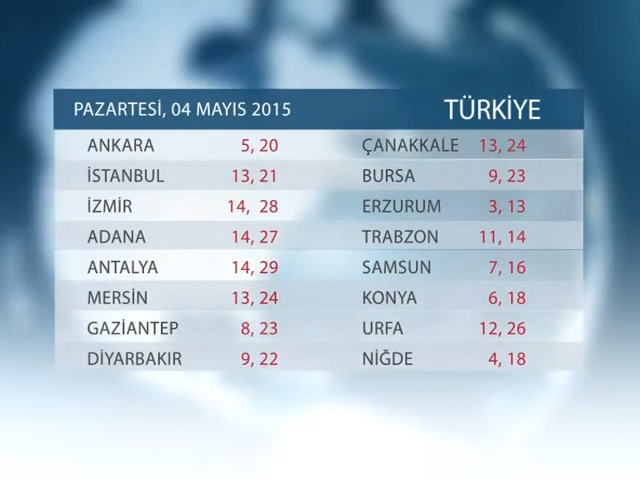 PAZARTESİ, 04 MAYIS 2015 TÜRKİYE
ANKARA 5, 20 ÇANAKKALE 13, 24
İSTANBUL 13, 21 BURSA 9, 23
İZMİR 14, 28 ERZURUM 3, 13
ADANA 14, 27 TRABZON 11, 14
ANTALYA 14, 29 SAMSUN 7, 16
MERSİN 13, 24 KONYA 6, 18
GAZİANTEP 8, 23 URFA 12, 26
DİYARBAKIR 9, 22 NİĞDE 4, 18